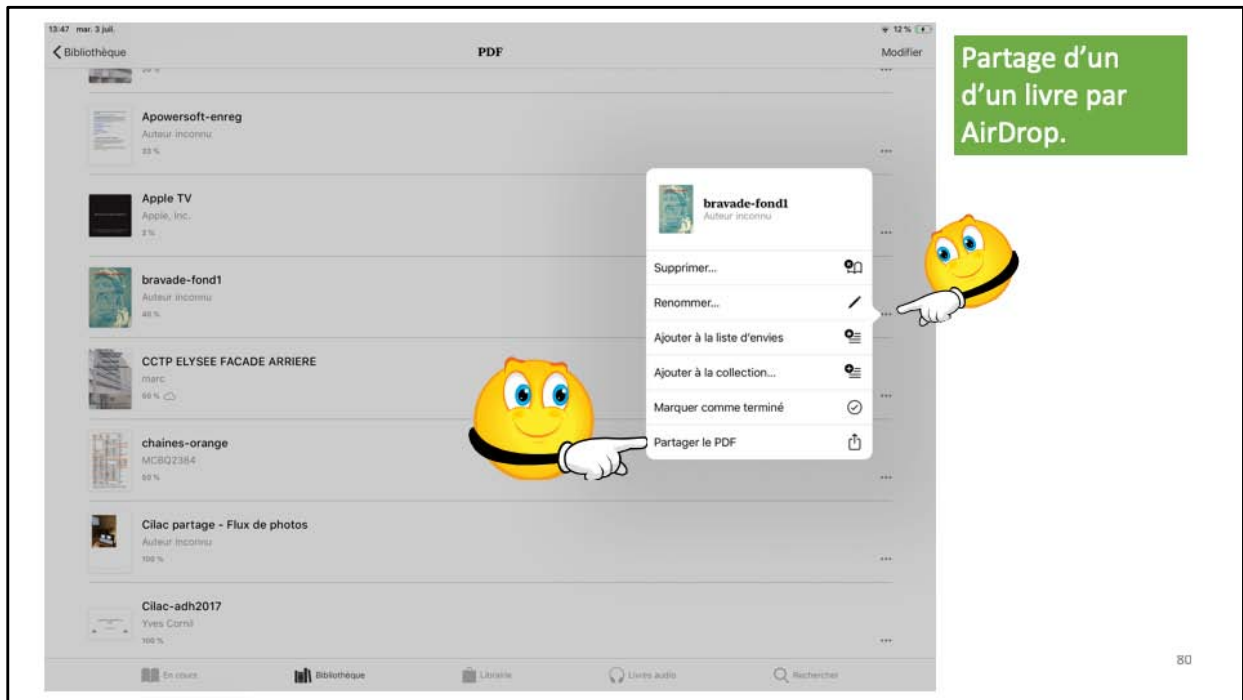 13:47 mar. 3 juil.
12 %
Bibliothèque
PDF
Modifier
Partage d’un
d’un livre par
AirDrop.
Apowersoft-enreg
Auteur inconnu
33 %
Apple TV
Apple, Inc.
2 %
bravade-fond1
Auteur inconnu
40 %
CCTP ELYSEE FACADE ARRIERE
marc
50 %
chaines-orange
MCBQ2384
50 %
Cilac partage - Flux de photos
Auteur inconnu
100 %
Cilac-adh2017
Yves Cornil
100 %
bravade-fond1
Auteur inconnu
Supprimer...
Renommer...
Ajouter à la liste d’envies
Ajouter à la collection...
Marquer comme terminé
Partager le PDF
En cours
Bibliothèque
Librairie
Livres audio
Rechercher
80